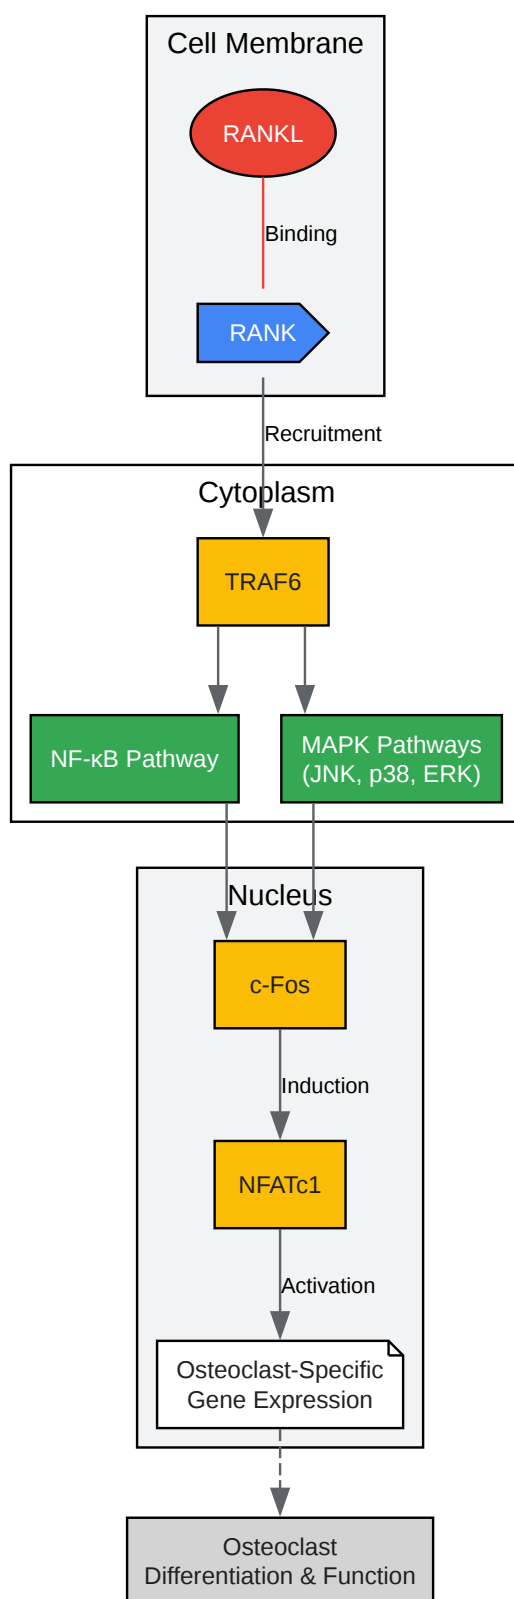 Cell Membrane
RANKL
Binding
RANK
Recruitment
Cytoplasm
TRAF6
NF-κB Pathway
MAPK Pathways
(JNK, p38, ERK)
Nucleus
c-Fos
Induction
NFATc1
Activation
Osteoclast-Specific
Gene Expression
Osteoclast
Differentiation & Function